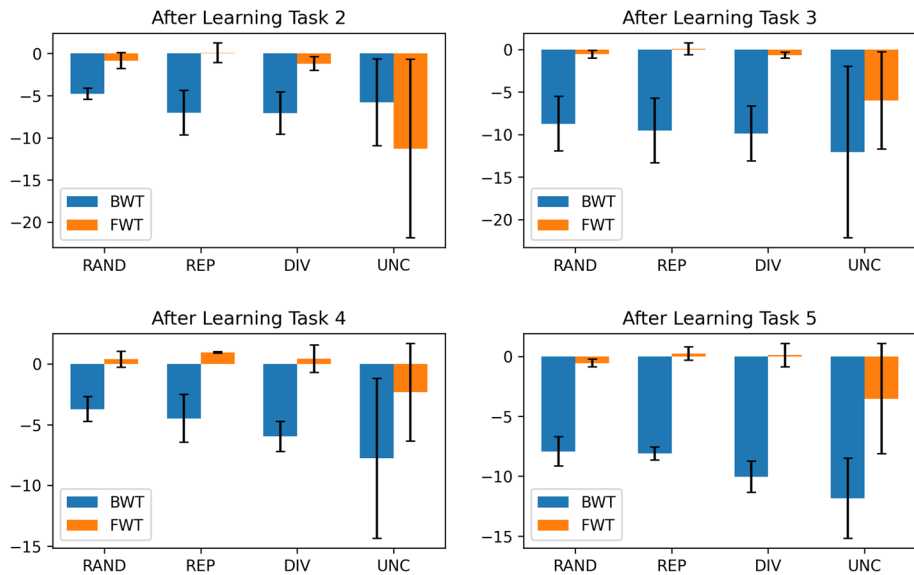 After Learning Task 2
0
−5
−10
−15
−20
BWT
FWT
RAND REP DIV UNC
After Learning Task 3
0
−5
−10
−15
−20
BWT
FWT
RAND REP DIV UNC
After Learning Task 4
0
−5
−10
−15
BWT
FWT
RAND REP DIV UNC
After Learning Task 5
0
−5
−10
−15
BWT
FWT
RAND REP DIV UNC